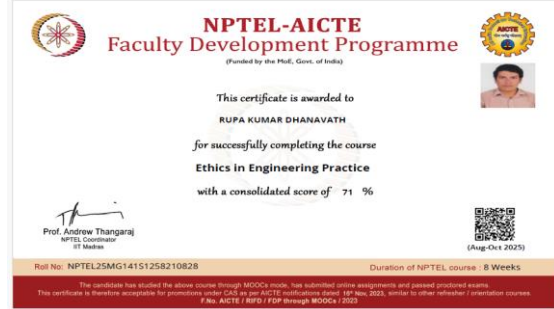 NPTEL-AICTE
Faculty Development Programme
(Funded by the MoE, Govt. of India)
AICTE
This certificate is awarded to
RUPA KUMAR DHANAVATH
for successfully completing the course
Ethics in Engineering Practice
with a consolidated score of 71 %
Prof. Andrew Thangaraj
NPTEL Coordinator
IIT Madras
(Aug-Oct 2025)
Roll No: NPTEL25MG141S1258210828
Duration of NPTEL course : 8 Weeks
The candidate has studied the above course through MOOCs mode, has submitted online assignments and passed proctored exams.
This certificate is therefore acceptable for promotions under CAS as per AICTE notifications dated 16th Nov, 2023, similar to other refresher / orientation courses.
F.No. AICTE / RIFD / FDP through MOOCs / 2023